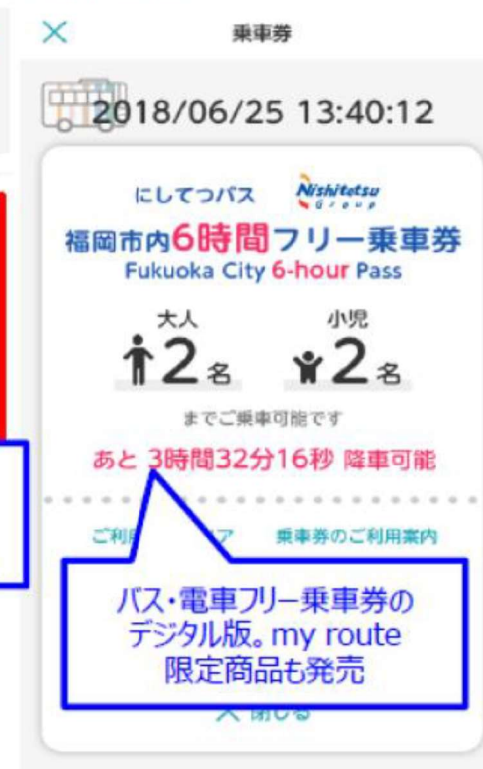 乗車券
2018/06/25 13:40:12
にしてつバス Nishitetsu Group
福岡市内6時間フリー乗車券
Fukuoka City 6-hour Pass
大人 小児
2名 2名
までご乗車可能です
あと 3時間32分16秒 降車可能
ご利 ア 乗車券のご利用案内
バス・電車フリー乗車券の
デジタル版。my route
限定商品も発売
閉じる